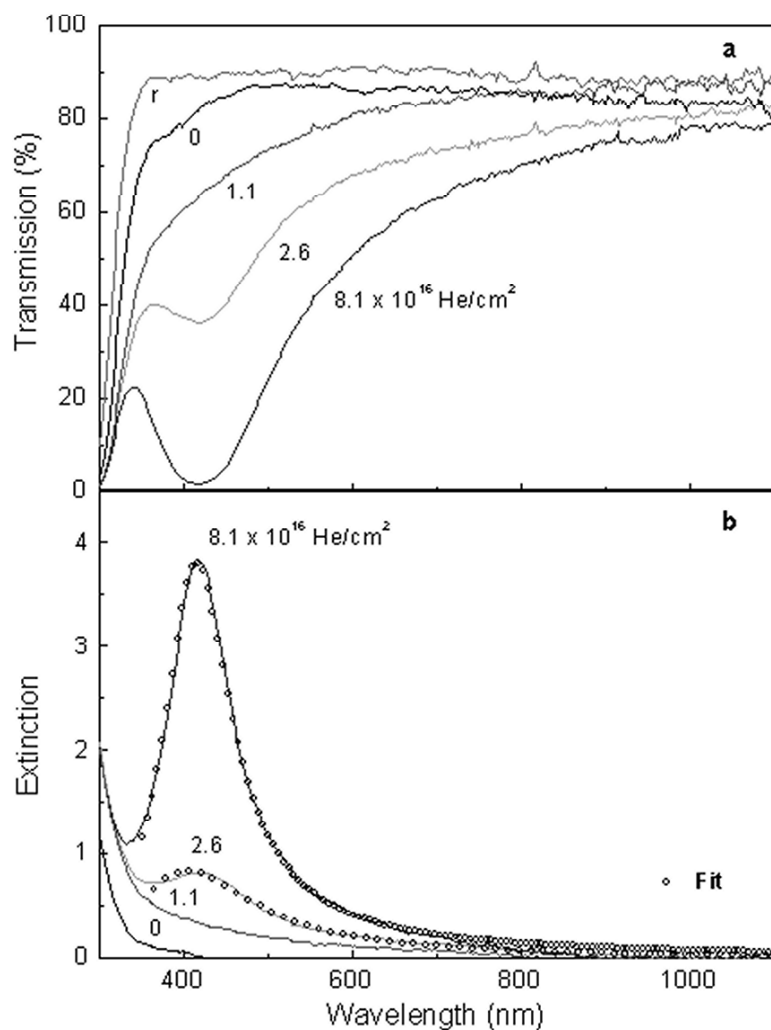 100
a
r
80
0
1.1
60
Transmission (%)
2.6
40
8.1 x 10¹⁶ He/cm²
20
0
b
4
8.1 x 10¹⁶ He/cm²
3
Extinction
2
2.6
1
Fit
1.1
0
0
400 600 800 1000
Wavelength (nm)